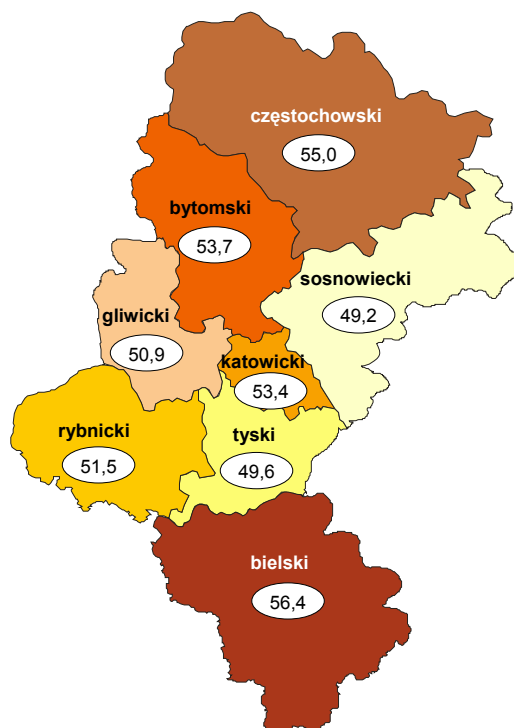 częstochowski
55,0
bytomski
53,7
sosnowiecki
49,2
gliwicki
50,9
katowicki
53,4
rybnicki
51,5
tyski
49,6
bielski
56,4